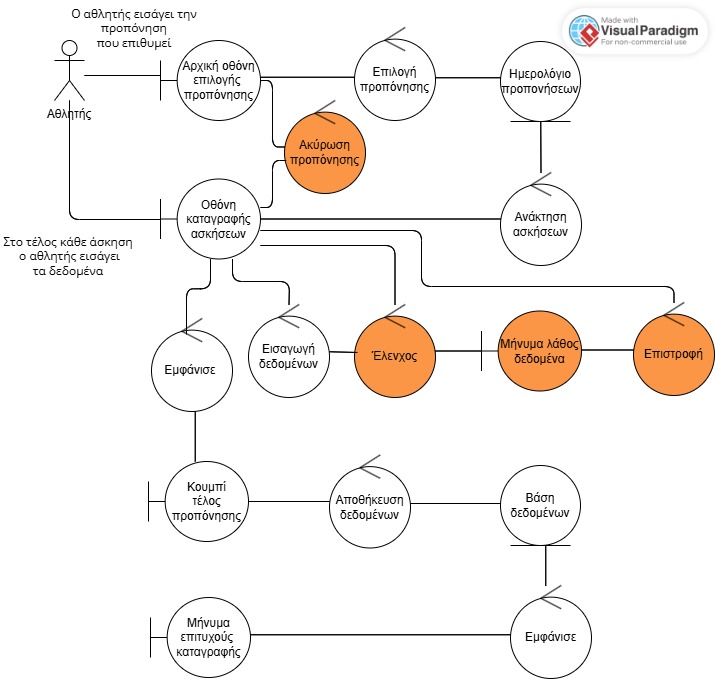 Ο αθλητής εισάγει την
προπόνηση
που επιθυμεί
Made with
Visual Paradigm
For non-commercial use
Αθλητής
Αρχική οθόνη
επιλογής
προπόνησης
Επιλογή
προπόνησης
Ημερολόγιο
προπονήσεων
Ακύρωση
προπόνησης
Στο τέλος κάθε άσκηση
ο αθλητής εισάγει
τα δεδομένα
Οθόνη
καταγραφής
ασκήσεων
Ανάκτηση
ασκήσεων
Εμφάνισε
Εισαγωγή
δεδομένων
Έλενχος
Μήνυμα λάθος
δεδομένα
Επιστροφή
Κουμπί
τέλος
προπόνησης
Αποθήκευση
δεδομένων
Βάση
δεδομένων
Μήνυμα
επιτυχούς
καταγραφής
Εμφάνισε